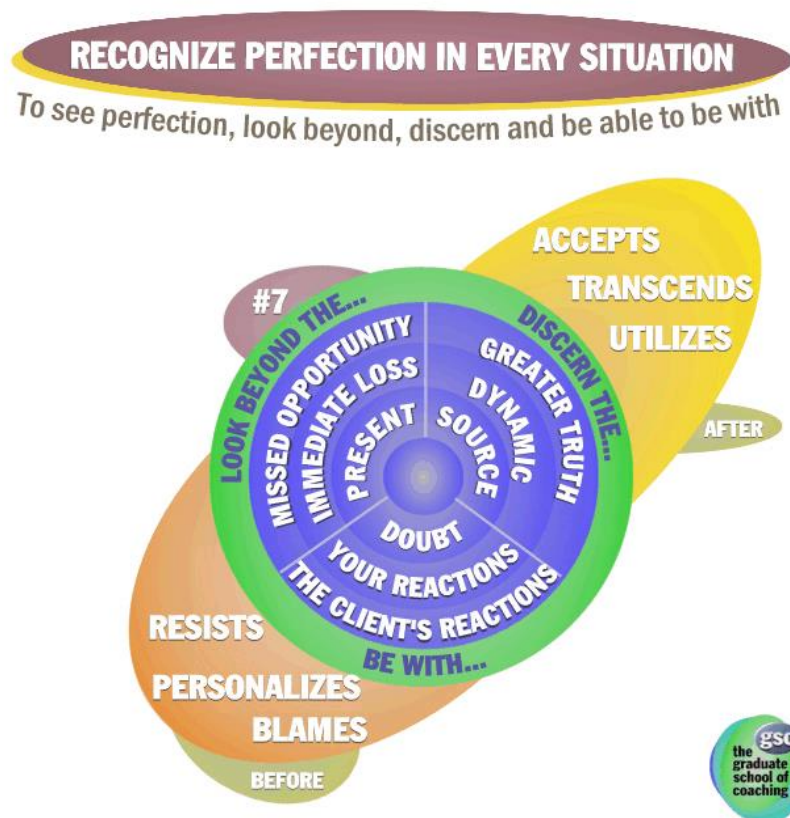 RECOGNIZE PERFECTION IN EVERY SITUATION
To see perfection, look beyond, discern and be able to be with
#7
LOOK BEYOND THE...
MISSED OPPORTUNITY
IMMEDIATE LOSS
PRESENT
DISCERN THE...
GREATER TRUTH
DYNAMIC
SOURCE
BE WITH...
DOUBT
YOUR REACTIONS
THE CLIENT'S REACTIONS
ACCEPTS
TRANSCENDS
UTILIZES
AFTER
RESISTS
PERSONALIZES
BLAMES
BEFORE
gsc
the
graduate
school of
coaching